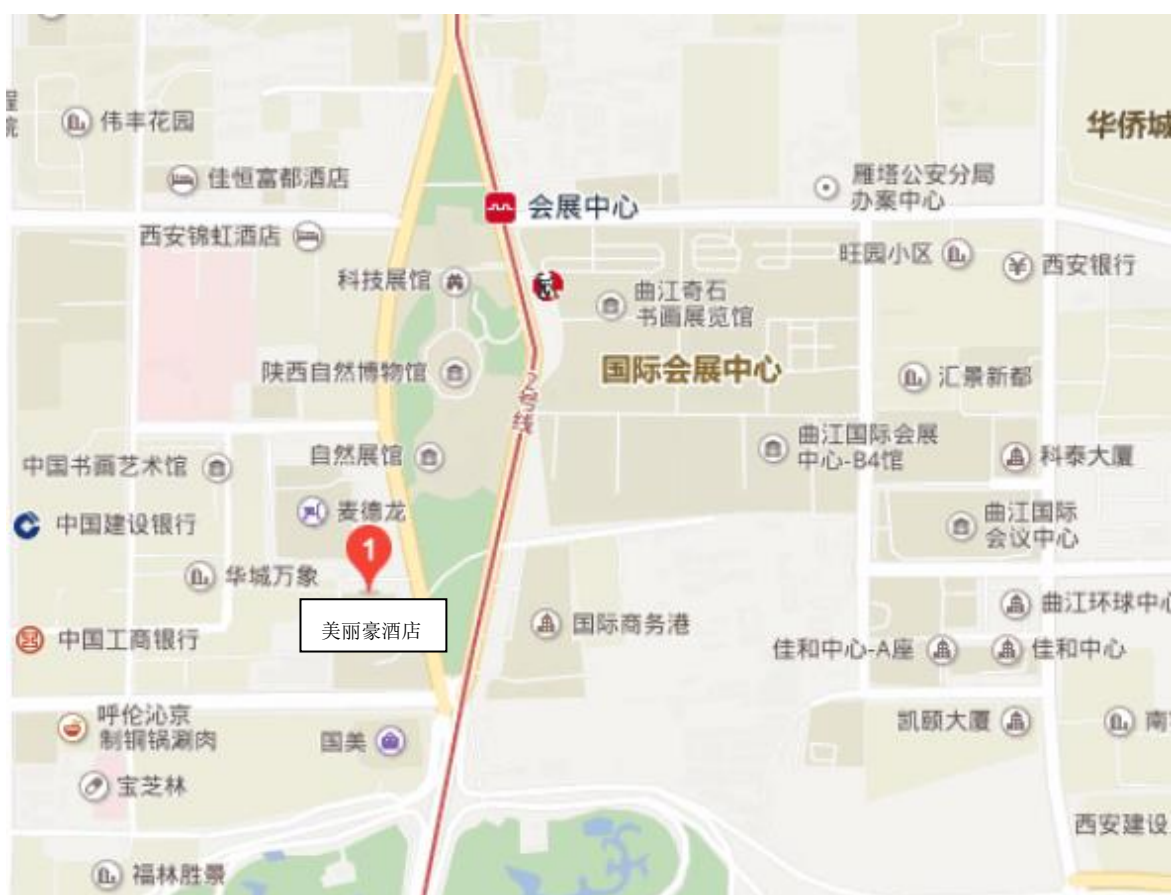 伟丰花园
华侨城
佳恒富都酒店
雁塔公安分局
办案中心
会展中心
西安锦虹酒店
旺园小区
西安银行
科技展馆
曲江奇石
书画展览馆
陕西自然博物馆
国际会展中心
汇景新都
2号线
自然展馆
曲江国际会展
中心-B4馆
科泰大厦
中国书画艺术馆
麦德龙
中国建设银行
曲江国际
会议中心
1
华城万象
曲江环球中心
美丽豪酒店
国际商务港
中国工商银行
佳和中心-A座
佳和中心
呼伦沁京
制铜锅涮肉
国美
凯颐大厦
南
宝芝林
西安建设
福林胜景